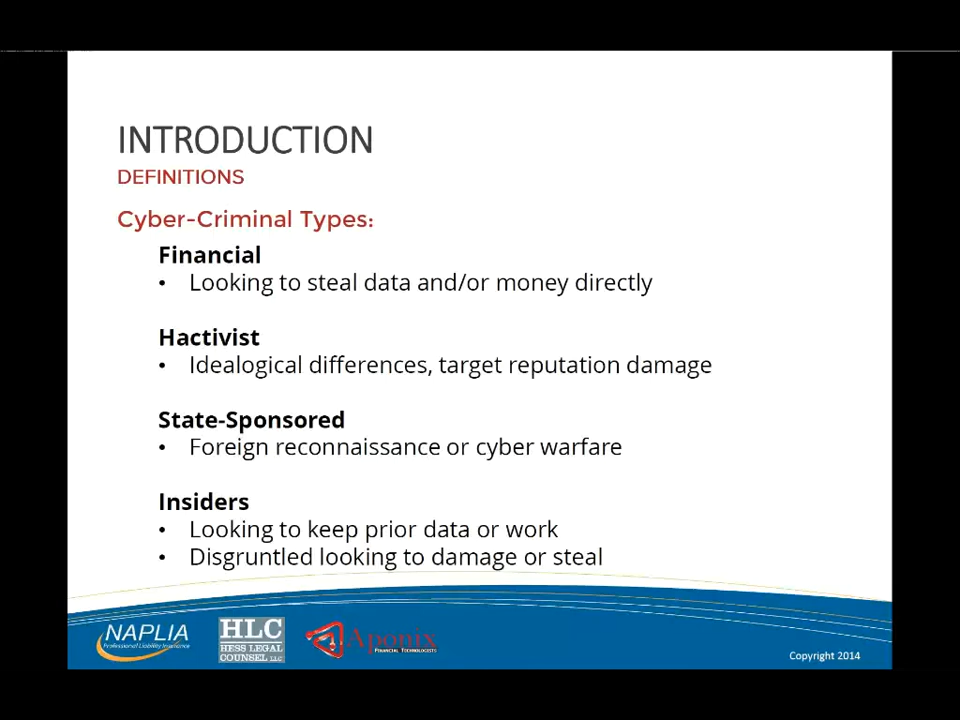 INTRODUCTION
DEFINITIONS
Cyber-Criminal Types:
Financial
• Looking to steal data and/or money directly
Hactivist
• Idealogical differences, target reputation damage
State-Sponsored
• Foreign reconnaissance or cyber warfare
Insiders
• Looking to keep prior data or work
• Disgruntled looking to damage or steal
NAPLIA
Professional Liability Insurance
HLC
HESS LEGAL
COUNSEL LLC
Aponix
FINANCIAL TECHNOLOGISTS
Copyright 2014